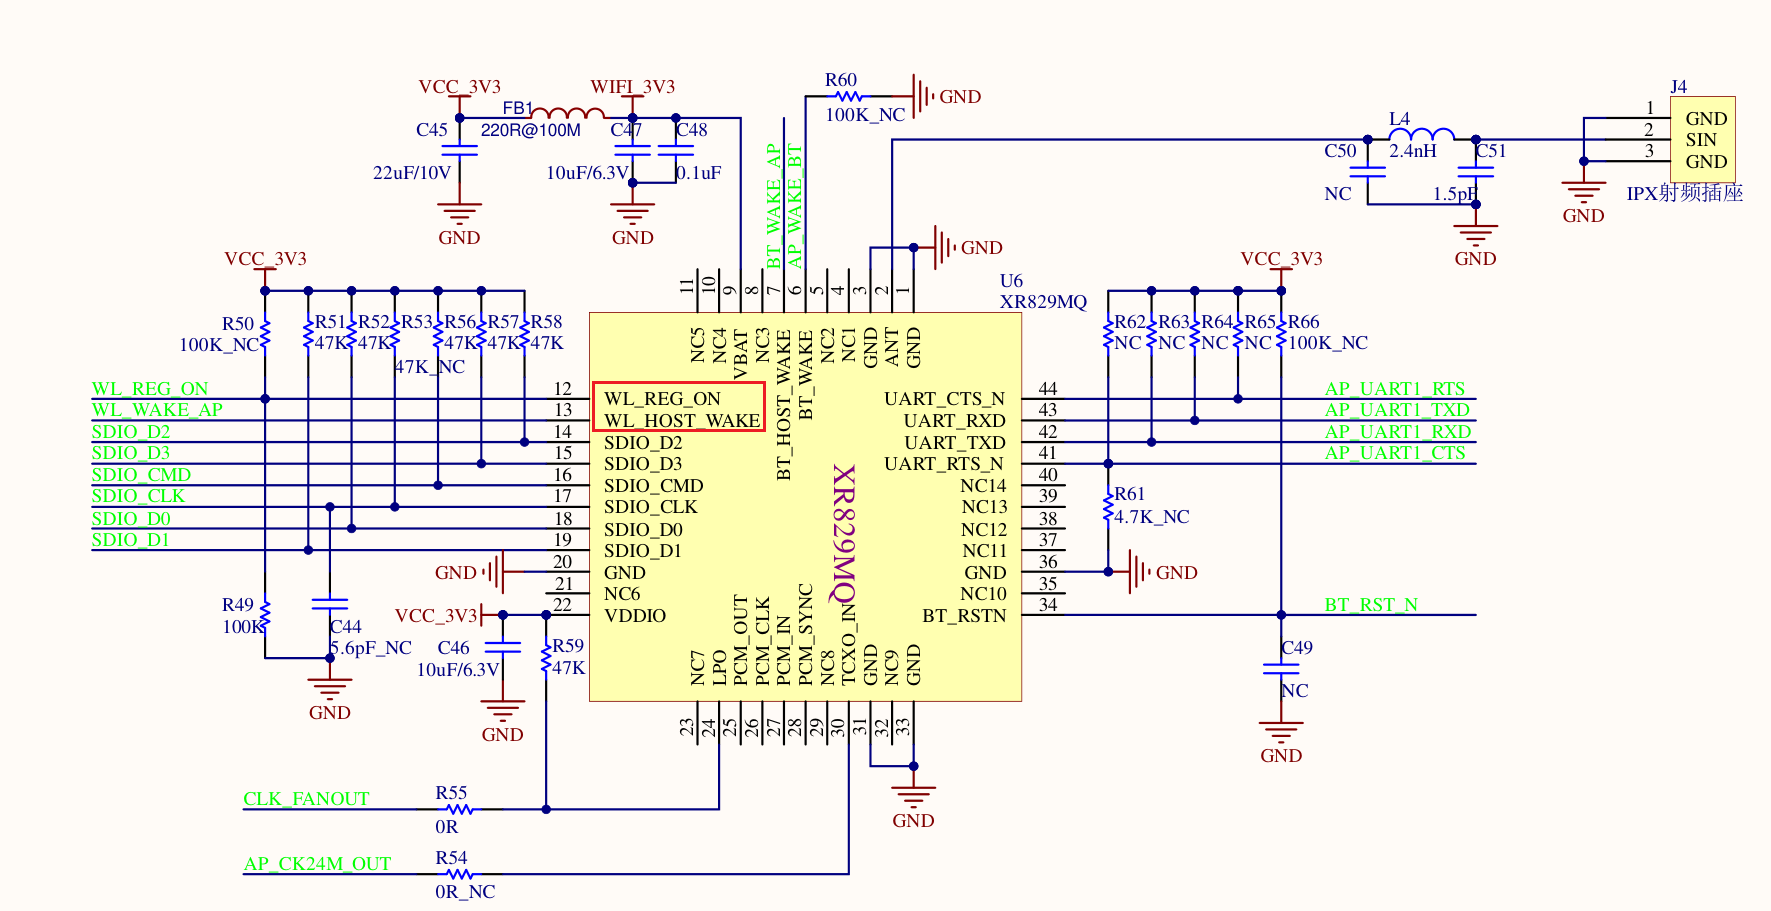 VCC_3V3
FB1
220R@100M
WIFI_3V3
C45
22uF/10V
GND
C47
10uF/6.3V
C48
0.1uF
GND
BT_WAKE_AP
AP_WAKE_BT
R60
100K_NC
GND
GND
J4
1
GND
2
SIN
3
GND
IPX射频插座
GND
L4
2.4nH
C50
NC
C51
1.5pF
GND
VCC_3V3
R50
100K_NC
R51
47K
R52
47K
R53
47K_NC
R56
47K
R57
47K
R58
47K
U6
XR829MQ
VCC_3V3
R62
NC
R63
NC
R64
NC
R65
NC
R66
100K_NC
11
10
9
8
7
6
5
4
3
2
1
NC5
NC4
VBAT
NC3
BT_HOST_WAKE
BT_WAKE
NC2
NC1
GND
ANT
GND
WL_REG_ON
12
WL_REG_ON
WL_WAKE_AP
13
WL_HOST_WAKE
SDIO_D2
14
SDIO_D2
SDIO_D3
15
SDIO_D3
SDIO_CMD
16
SDIO_CMD
SDIO_CLK
17
SDIO_CLK
SDIO_D0
18
SDIO_D0
SDIO_D1
19
SDIO_D1
GND
20
GND
21
NC6
VCC_3V3
22
VDDIO
XR829MQ
UART_CTS_N
44
AP_UART1_RTS
UART_RXD
43
AP_UART1_TXD
UART_TXD
42
AP_UART1_RXD
UART_RTS_N
41
AP_UART1_CTS
NC14
40
NC13
39
NC12
38
NC11
37
GND
36
NC10
35
BT_RSTN
34
BT_RST_N
R61
4.7K_NC
GND
R49
100K
C44
5.6pF_NC
GND
C46
10uF/6.3V
GND
R59
47K
C49
NC
GND
NC7
LPO
PCM_OUT
PCM_CLK
PCM_IN
PCM_SYNC
NC8
TCXO_IN
GND
NC9
GND
23
24
25
26
27
28
29
30
31
32
33
GND
CLK_FANOUT
R55
0R
AP_CK24M_OUT
R54
0R_NC